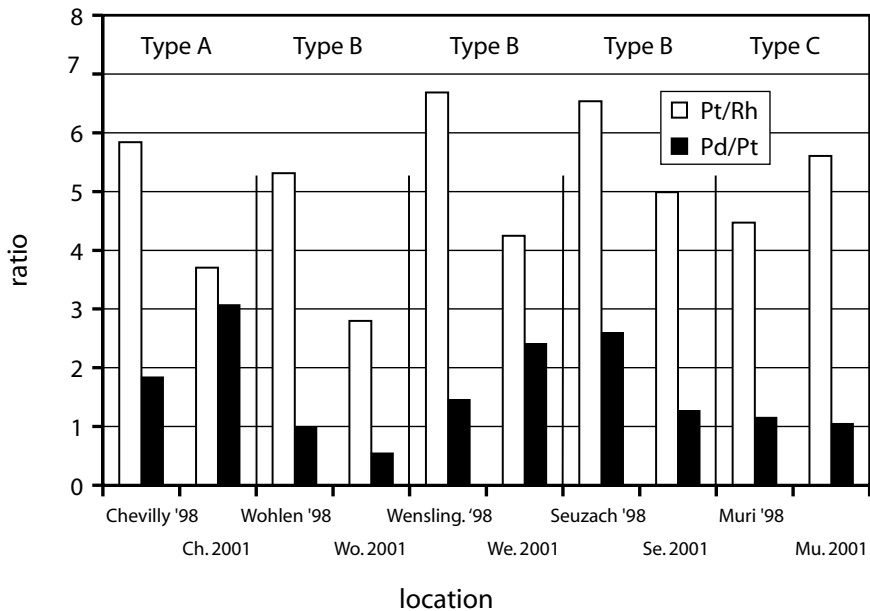 8
7
6
5
4
3
2
1
0
ratio
Type A Type B Type B Type B Type C
Pt/Rh
Pd/Pt
Chevilly '98 Wohlen '98 Wensling. ‘98 Seuzach '98 Muri '98
Ch. 2001 Wo. 2001 We. 2001 Se. 2001 Mu. 2001
location